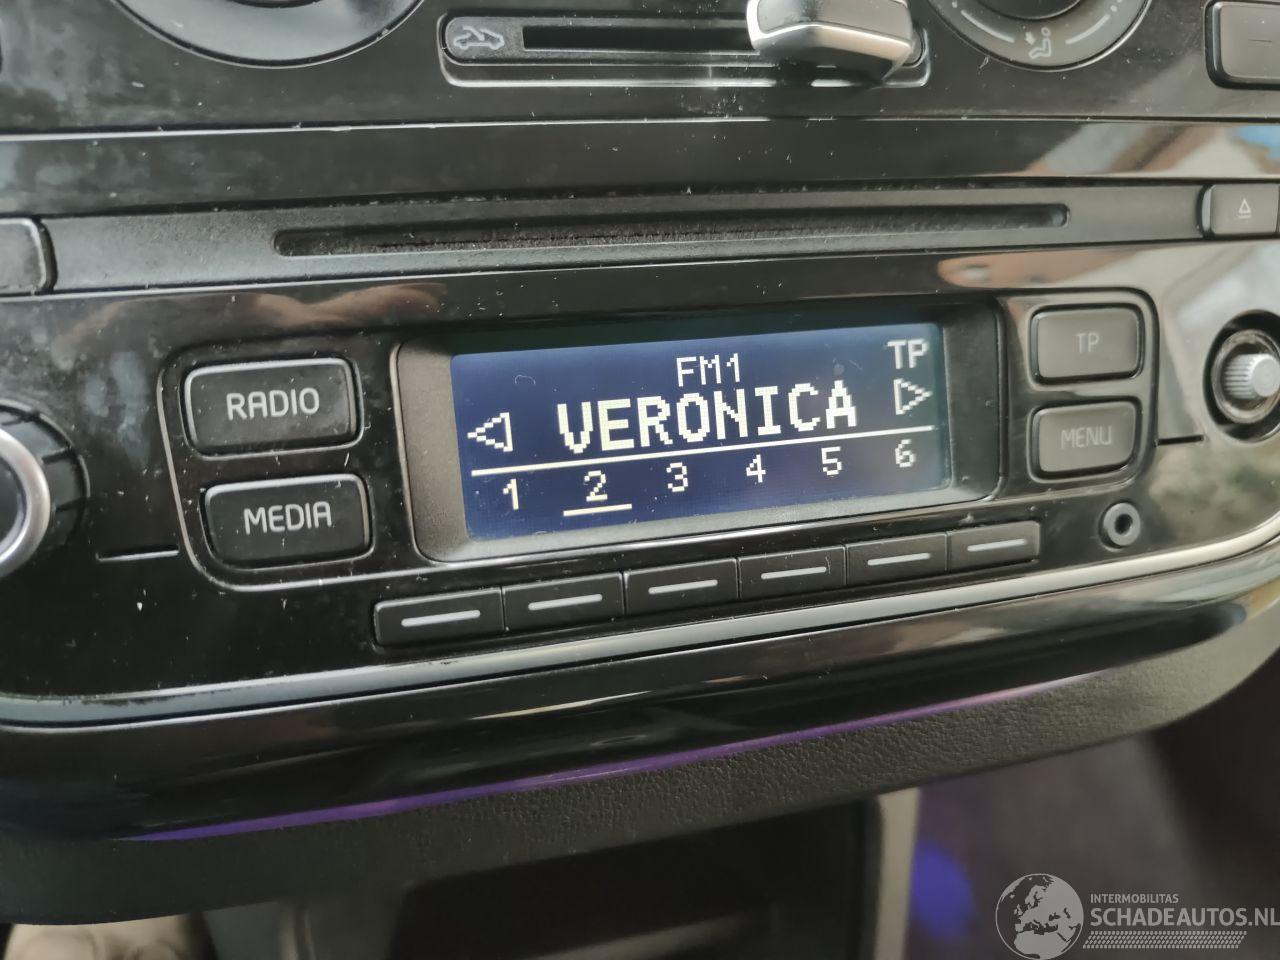 FM1
TP
VERONICA
1 2 3 4 5 6
RADIO
MEDIA
TP
MENU
INTERMOBILITAS
SCHADEAUTOS.NL